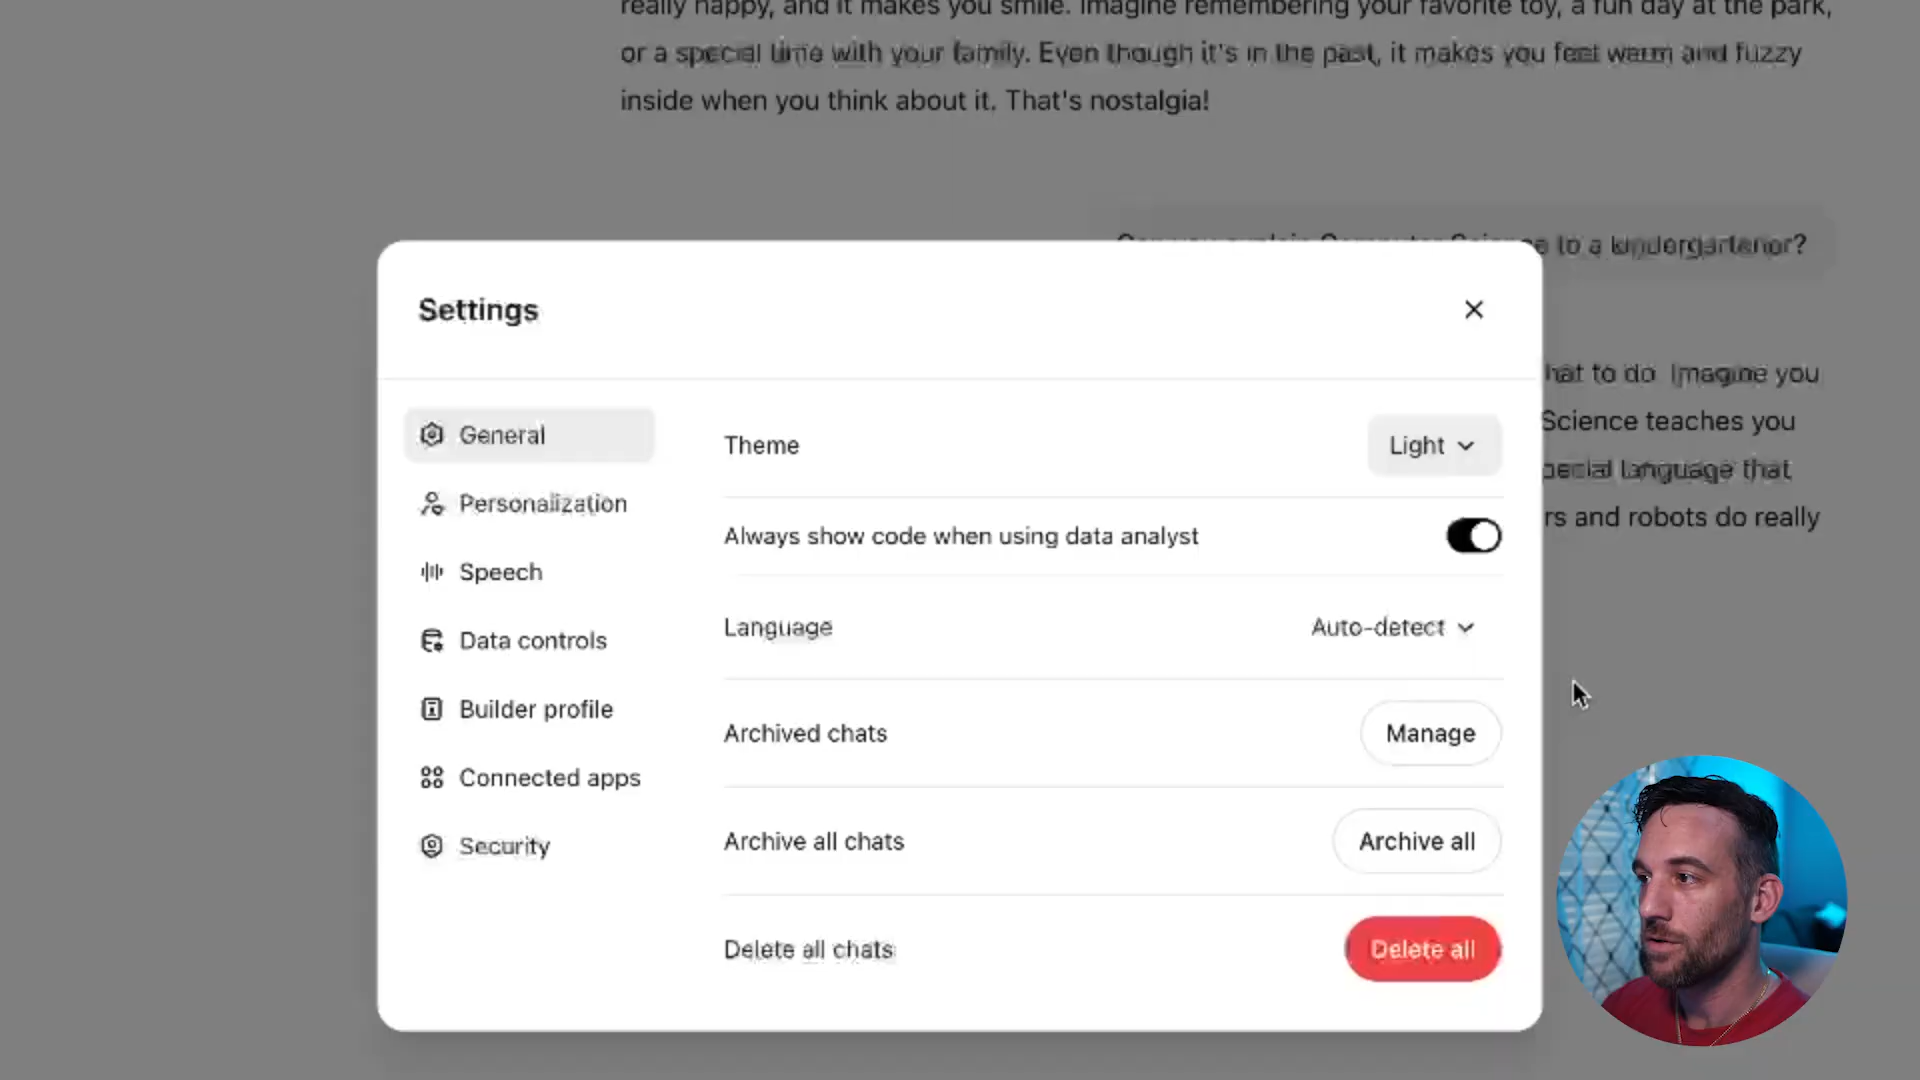 really happy, and it makes you smile. Imagine remembering your favorite toy, a fun day at the park,
or a special time with your family. Even though it's in the past, it makes you feel warm and fuzzy
inside when you think about it. That's nostalgia!
Can you explain Computer Science to a kindergartener?
Settings
hat to do Imagine you
Science teaches you
pecial language that
rs and robots do really
General
Personalization
Speech
Data controls
Builder profile
Connected apps
Security
Theme
Light
Always show code when using data analyst
Language
Auto-detect
Archived chats
Manage
Archive all chats
Archive all
Delete all chats
Delete all